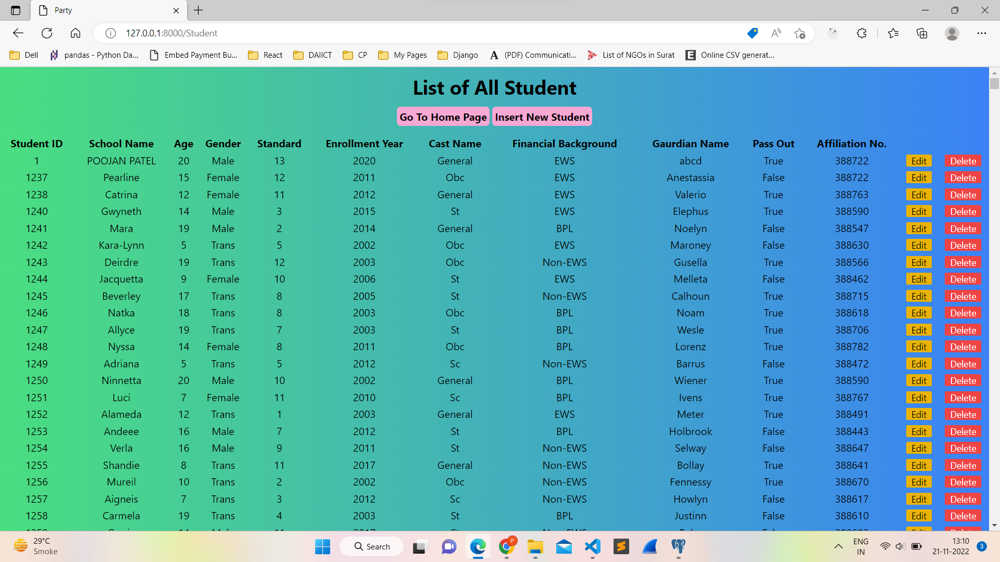 Party
127.0.0.1:8000/Student
Dell pandas - Python Da... Embed Payment Bu... React DAIICT CP My Pages Django (PDF) Communicati... List of NGOs in Surat Online CSV generat...
List of All Student
Go To Home Page Insert New Student
Student ID School Name Age Gender Standard Enrollment Year Cast Name Financial Background Gaurdian Name Pass Out Affiliation No.
1 POOJAN PATEL 20 Male 13 2020 General EWS abcd True 388722 Edit Delete
1237 Pearline 15 Female 12 2011 Obc EWS Anestassia False 388722 Edit Delete
1238 Catrina 12 Female 11 2012 General EWS Valerio True 388763 Edit Delete
1240 Gwyneth 14 Male 3 2015 St EWS Elephus True 388590 Edit Delete
1241 Mara 19 Male 2 2014 General BPL Noelyn False 388547 Edit Delete
1242 Kara-Lynn 5 Trans 5 2002 Obc EWS Maroney False 388630 Edit Delete
1243 Deirdre 19 Trans 12 2003 Obc Non-EWS Gusella True 388566 Edit Delete
1244 Jacquetta 9 Female 10 2006 St EWS Melleta False 388462 Edit Delete
1245 Beverley 17 Trans 8 2005 St Non-EWS Calhoun True 388715 Edit Delete
1246 Natka 18 Trans 8 2003 Obc BPL Noam True 388618 Edit Delete
1247 Allyce 19 Trans 7 2003 St BPL Wesle True 388706 Edit Delete
1248 Nyssa 14 Female 8 2011 Obc BPL Lorenz True 388782 Edit Delete
1249 Adriana 5 Trans 5 2012 Sc Non-EWS Barrus False 388472 Edit Delete
1250 Ninnetta 20 Male 10 2002 General BPL Wiener True 388590 Edit Delete
1251 Luci 7 Female 11 2010 Sc BPL Ivens True 388767 Edit Delete
1252 Alameda 12 Trans 1 2003 General EWS Meter True 388491 Edit Delete
1253 Andeee 16 Male 7 2012 St BPL Holbrook False 388443 Edit Delete
1254 Verla 16 Male 9 2011 St Non-EWS Selway False 388647 Edit Delete
1255 Shandie 8 Trans 11 2017 General Non-EWS Bollay True 388641 Edit Delete
1256 Mureil 10 Trans 2 2002 Obc Non-EWS Fennessy True 388670 Edit Delete
1257 Aigneis 7 Trans 3 2012 Sc Non-EWS Howlyn False 388617 Edit Delete
1258 Carmela 19 Trans 4 2003 St BPL Justinn False 388610 Edit Delete
29°C
Smoke
Search
P
ENG
IN
13:10
21-11-2022
3